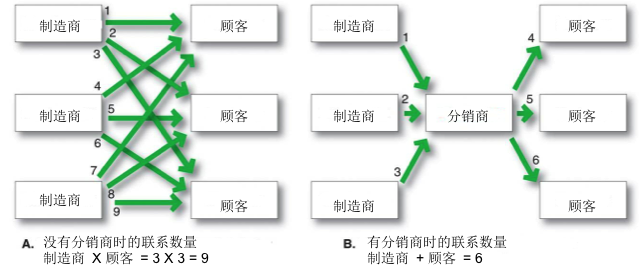 1
制造商
顾客
2
3
4
制造商
5
顾客
6
7
制造商
8
顾客
9
A. 没有分销商时的联系数量
制造商 X 顾客 = 3 X 3 = 9
制造商
顾客
1
4
制造商
2
分销商
5
顾客
3
6
制造商
顾客
B. 有分销商时的联系数量
制造商 + 顾客 = 6